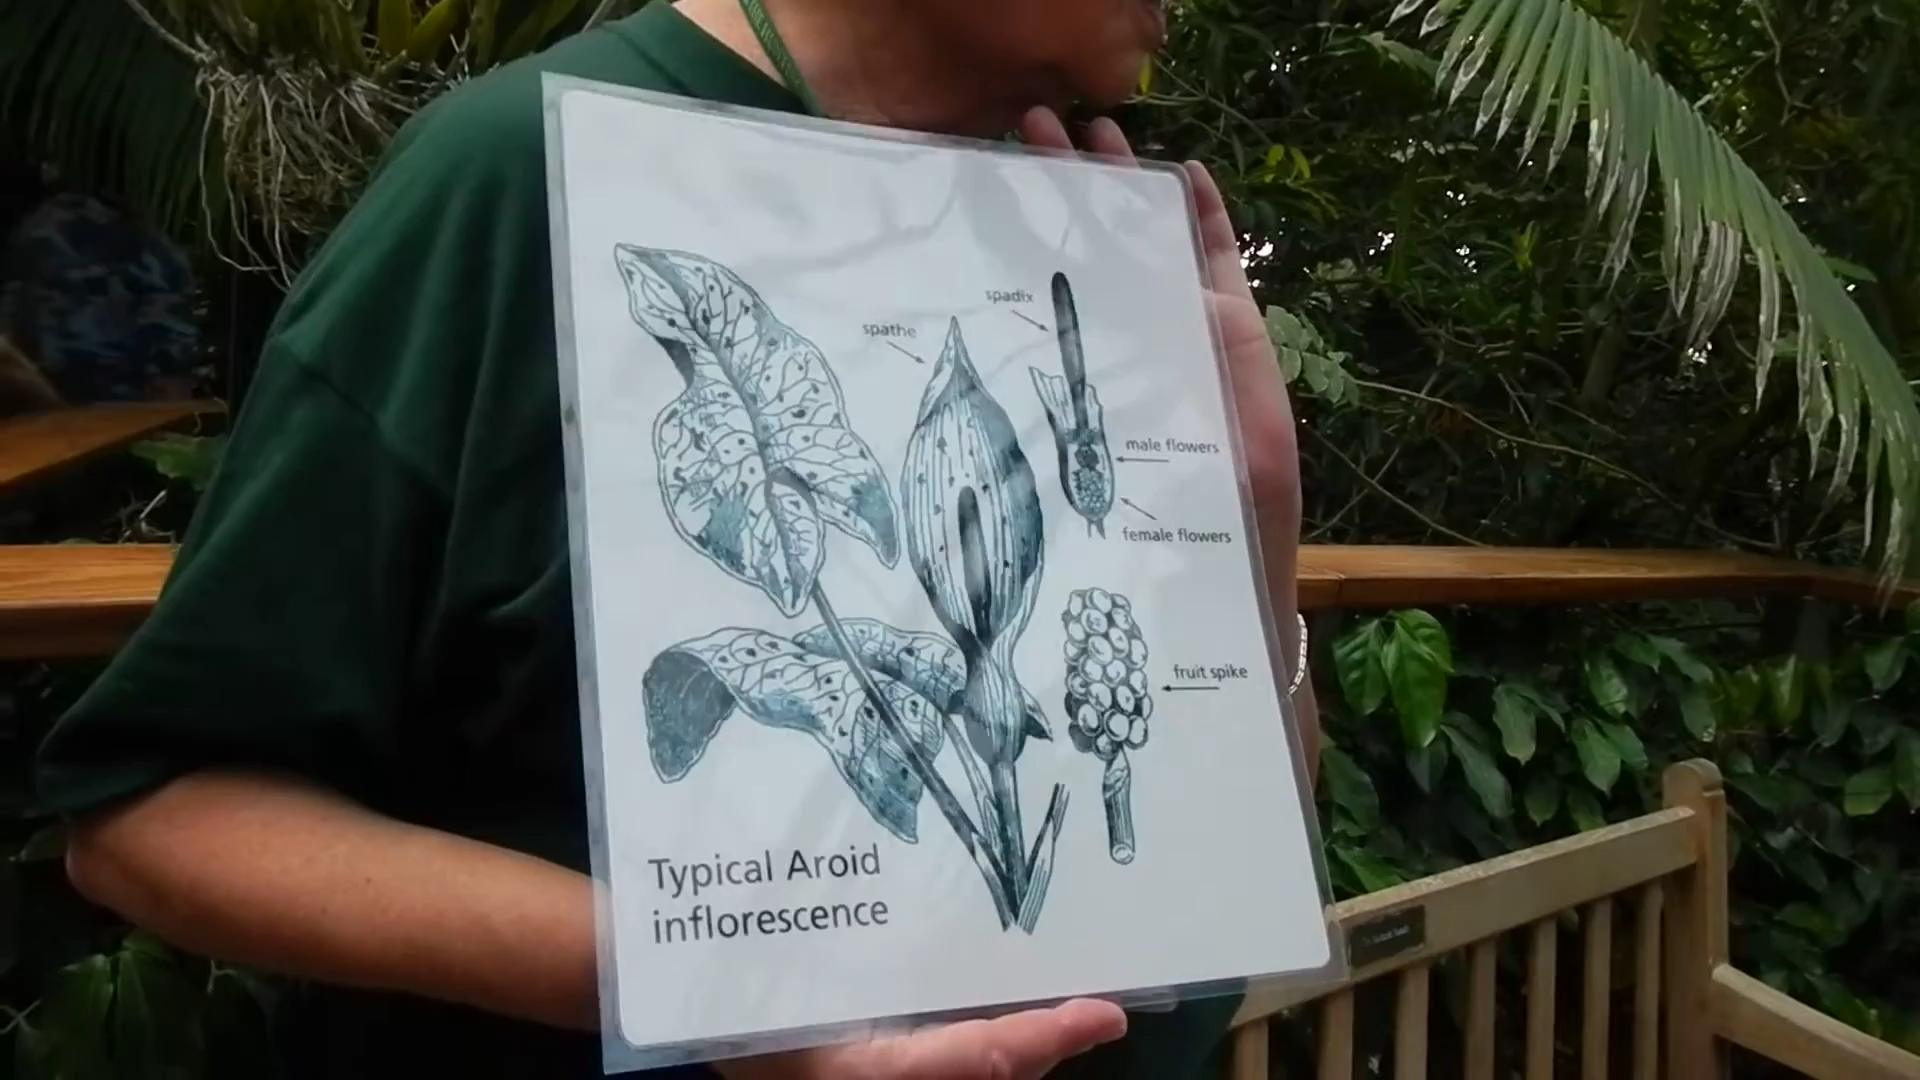 spadix
spathe
male flowers
female flowers
fruit spike
Typical Aroid
inflorescence